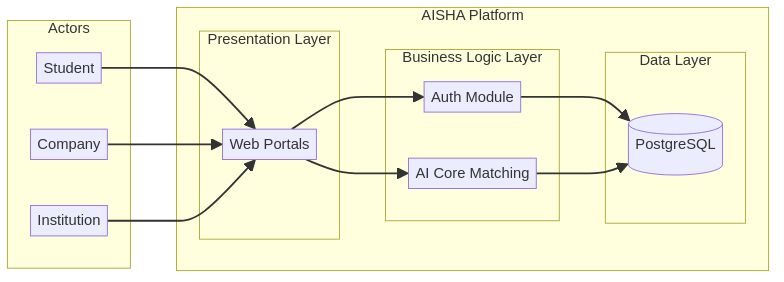 Actors
Student
Company
Institution
AISHA Platform
Presentation Layer
Web Portals
Business Logic Layer
Auth Module
AI Core Matching
Data Layer
PostgreSQL